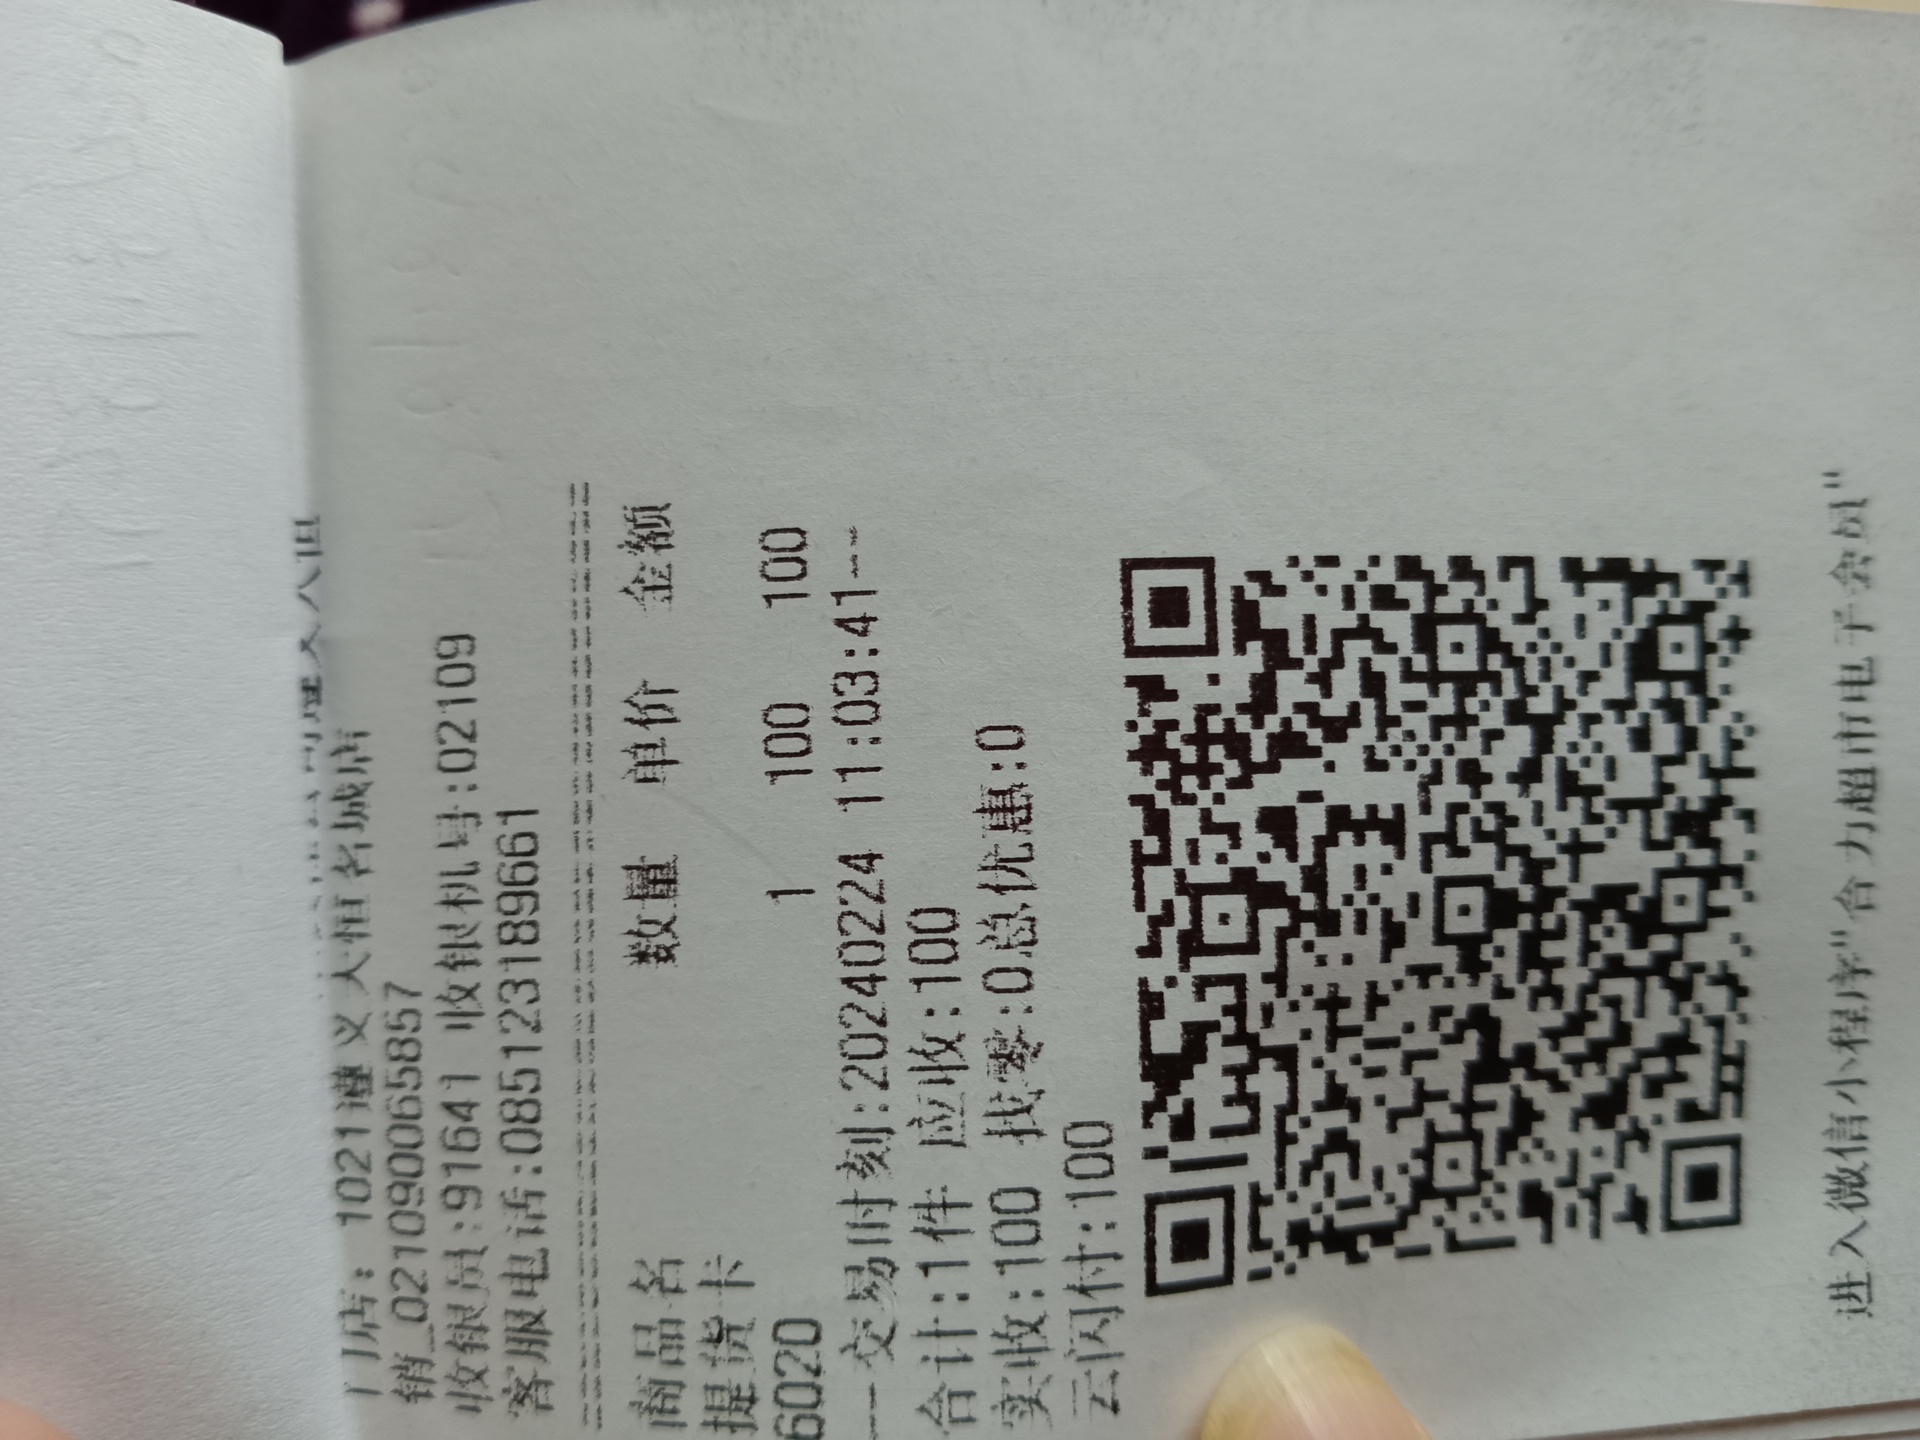 门店: 1021遵义天恒名城店
销_021090065857
收银员:91641 收银机号:02109
客服电话:085123189661
商品名 数量 单价 金额
提货卡
6020 1 100 100
--交易时刻:20240224 11:03:41--
合计:1件 应收:100
实收:100 找零:0总优惠:0
云闪付:100
进入微信小程序"合力超市电子会员"